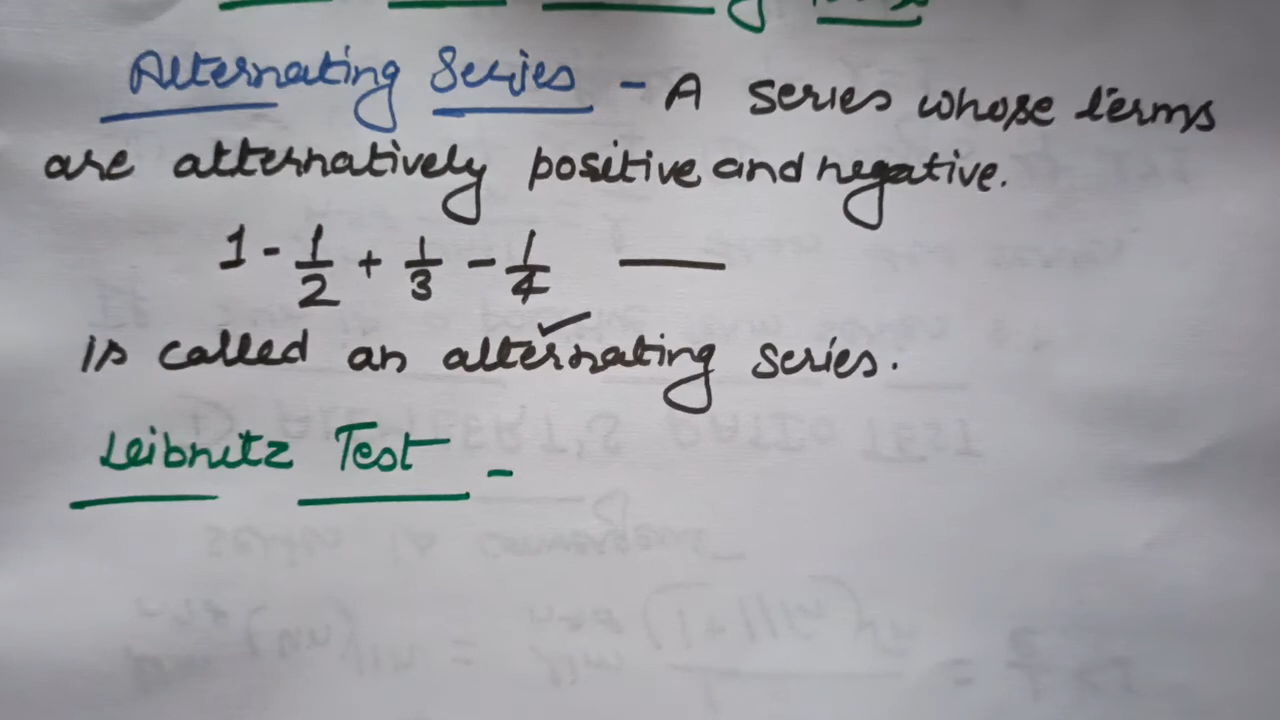 Alternating Series - A series whose terms
are alternatively positive and negative.
1 - 1/2 + 1/3 - 1/4 ——
is called an alternating series.
Leibnitz Test -